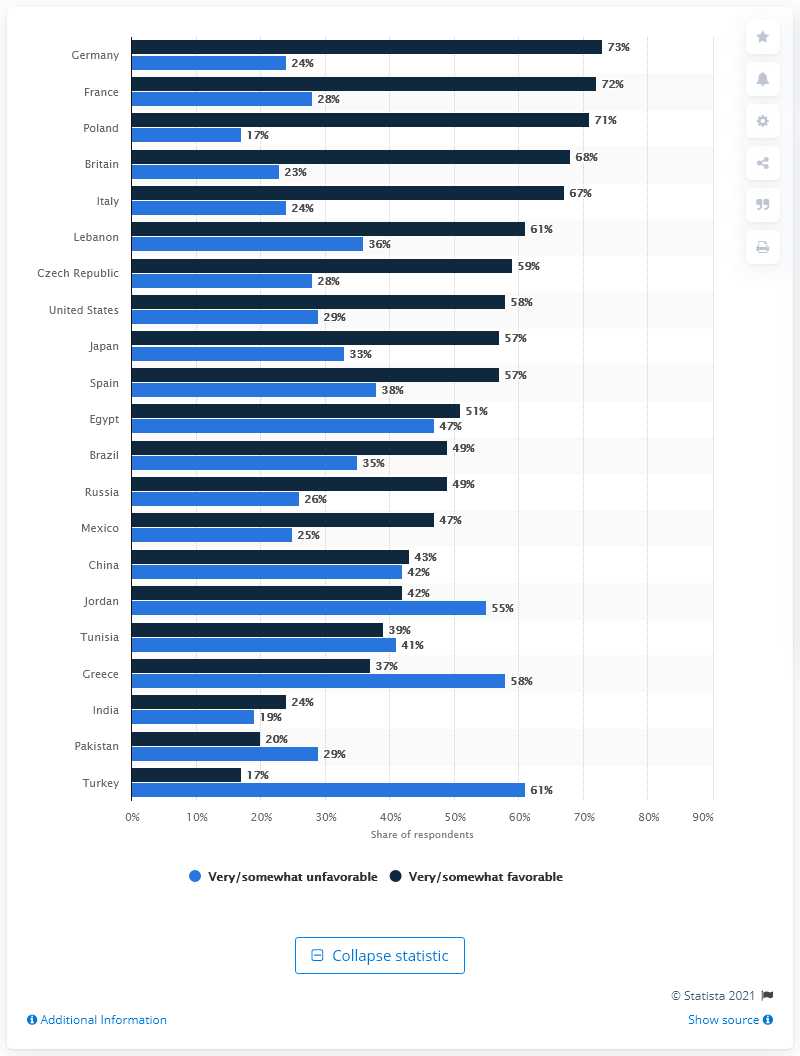 Germany 73%
24%
France 72%
28%
Poland 71%
17%
Britain 68%
23%
Italy 67%
24%
Lebanon 61%
36%
Czech Republic 59%
28%
United States 58%
29%
Japan 57%
33%
Spain 57%
38%
Egypt 51%
47%
Brazil 49%
35%
Russia 49%
26%
Mexico 47%
25%
China 43%
42%
Jordan 42%
55%
Tunisia 39%
41%
Greece 37%
58%
India 24%
19%
Pakistan 20%
29%
Turkey 17%
61%
0% 10% 20% 30% 40% 50% 60% 70% 80% 90%
Share of respondents
Very/somewhat unfavorable Very/somewhat favorable
Collapse statistic
© Statista 2021
Additional Information Show source